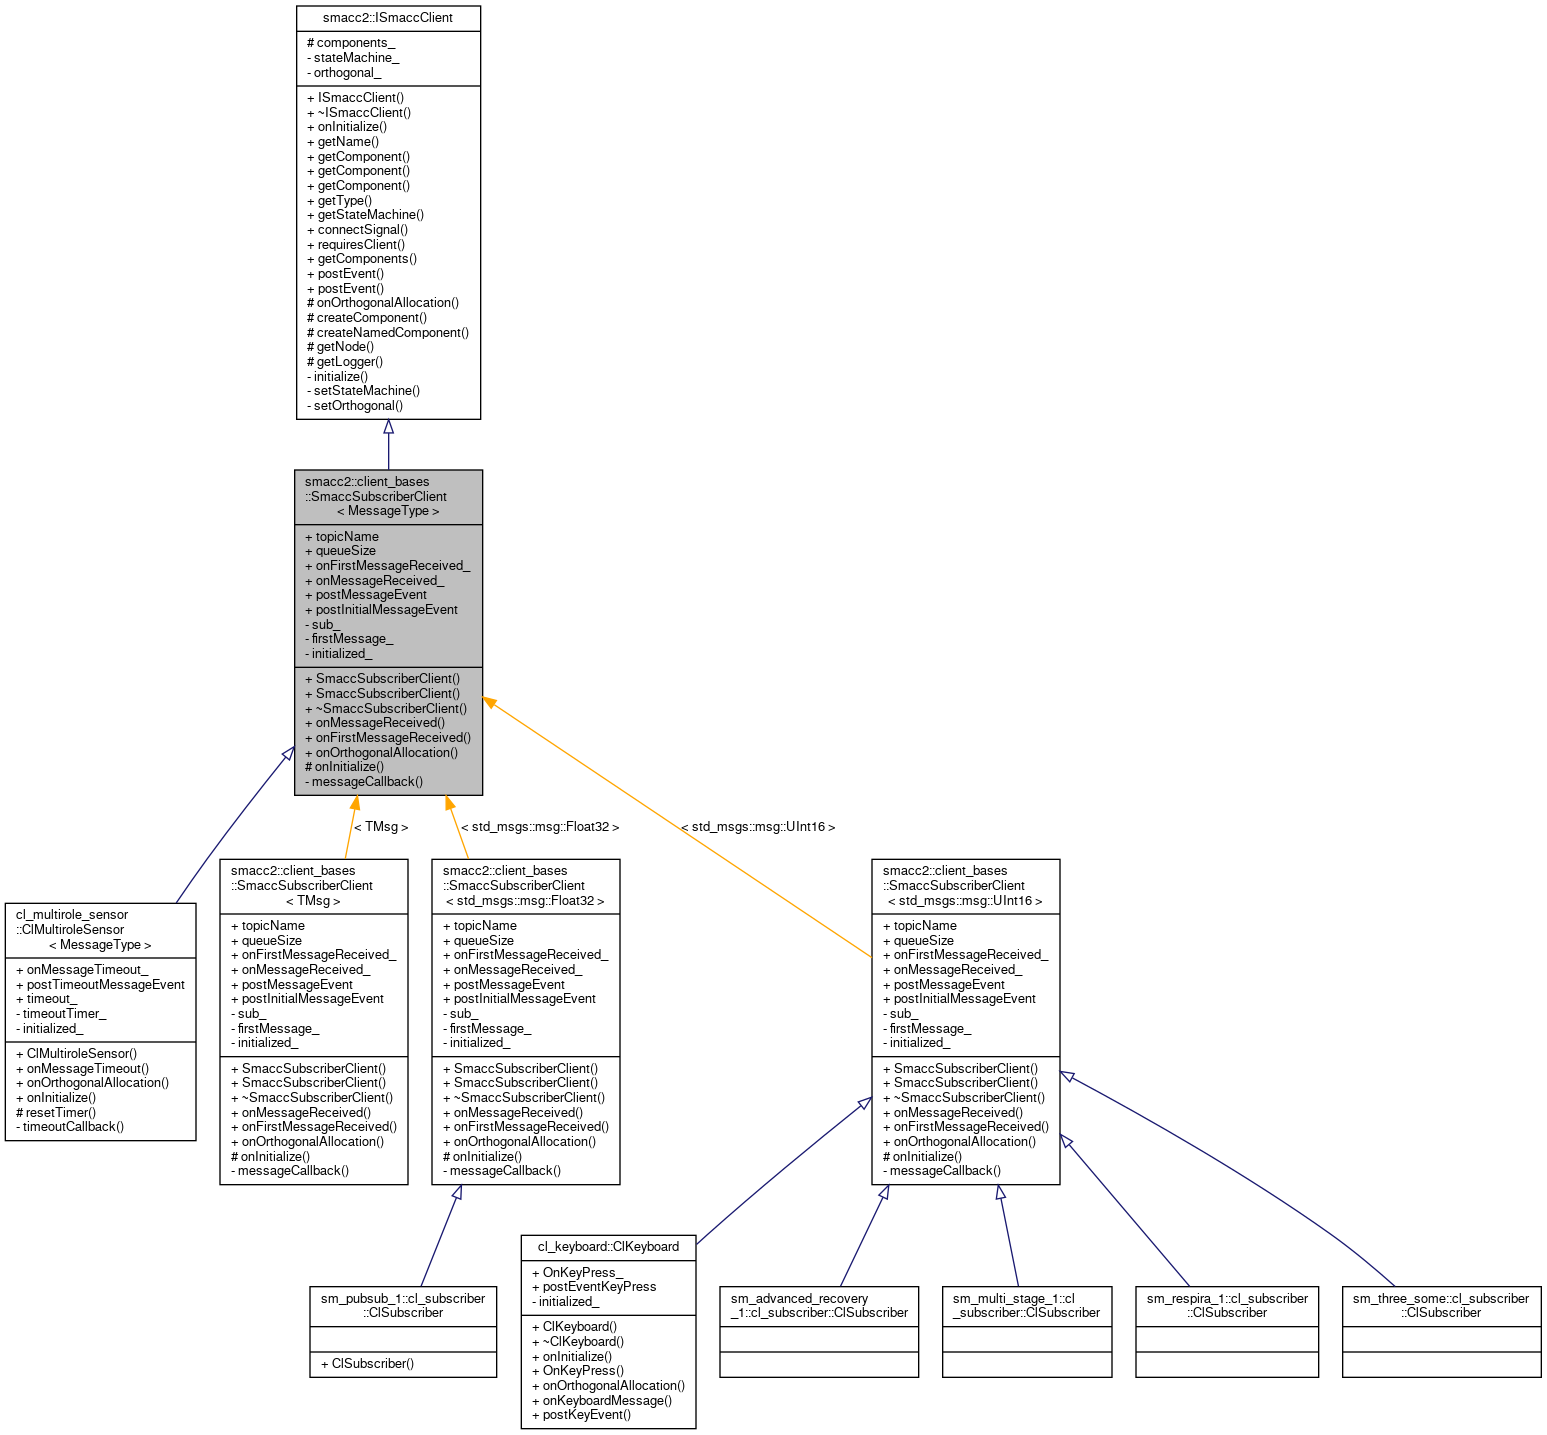 smacc2::ISmaccClient
# components_
- stateMachine_
- orthogonal_
+ ISmaccClient()
+ ~ISmaccClient()
+ onInitialize()
+ getName()
+ getComponent()
+ getComponent()
+ getComponent()
+ getType()
+ getStateMachine()
+ connectSignal()
+ requiresClient()
+ getComponents()
+ postEvent()
+ postEvent()
# onOrthogonalAllocation()
# createComponent()
# createNamedComponent()
# getNode()
# getLogger()
- initialize()
- setStateMachine()
- setOrthogonal()
smacc2::client_bases
::SmaccSubscriberClient
< MessageType >
+ topicName
+ queueSize
+ onFirstMessageReceived_
+ onMessageReceived_
+ postMessageEvent
+ postInitialMessageEvent
- sub_
- firstMessage_
- initialized_
+ SmaccSubscriberClient()
+ SmaccSubscriberClient()
+ ~SmaccSubscriberClient()
+ onMessageReceived()
+ onFirstMessageReceived()
+ onOrthogonalAllocation()
# onInitialize()
- messageCallback()
< TMsg >
< std_msgs::msg::Float32 >
< std_msgs::msg::UInt16 >
cl_multirole_sensor
::ClMultiroleSensor
< MessageType >
+ onMessageTimeout_
+ postTimeoutMessageEvent
+ timeout_
- timeoutTimer_
- initialized_
+ ClMultiroleSensor()
+ onMessageTimeout()
+ onOrthogonalAllocation()
+ onInitialize()
# resetTimer()
- timeoutCallback()
smacc2::client_bases
::SmaccSubscriberClient
< TMsg >
+ topicName
+ queueSize
+ onFirstMessageReceived_
+ onMessageReceived_
+ postMessageEvent
+ postInitialMessageEvent
- sub_
- firstMessage_
- initialized_
+ SmaccSubscriberClient()
+ SmaccSubscriberClient()
+ ~SmaccSubscriberClient()
+ onMessageReceived()
+ onFirstMessageReceived()
+ onOrthogonalAllocation()
# onInitialize()
- messageCallback()
smacc2::client_bases
::SmaccSubscriberClient
< std_msgs::msg::Float32 >
+ topicName
+ queueSize
+ onFirstMessageReceived_
+ onMessageReceived_
+ postMessageEvent
+ postInitialMessageEvent
- sub_
- firstMessage_
- initialized_
+ SmaccSubscriberClient()
+ SmaccSubscriberClient()
+ ~SmaccSubscriberClient()
+ onMessageReceived()
+ onFirstMessageReceived()
+ onOrthogonalAllocation()
# onInitialize()
- messageCallback()
smacc2::client_bases
::SmaccSubscriberClient
< std_msgs::msg::UInt16 >
+ topicName
+ queueSize
+ onFirstMessageReceived_
+ onMessageReceived_
+ postMessageEvent
+ postInitialMessageEvent
- sub_
- firstMessage_
- initialized_
+ SmaccSubscriberClient()
+ SmaccSubscriberClient()
+ ~SmaccSubscriberClient()
+ onMessageReceived()
+ onFirstMessageReceived()
+ onOrthogonalAllocation()
# onInitialize()
- messageCallback()
sm_pubsub_1::cl_subscriber
::ClSubscriber
+ ClSubscriber()
cl_keyboard::ClKeyboard
+ OnKeyPress_
+ postEventKeyPress
- initialized_
+ ClKeyboard()
+ ~ClKeyboard()
+ onInitialize()
+ OnKeyPress()
+ onOrthogonalAllocation()
+ onKeyboardMessage()
+ postKeyEvent()
sm_advanced_recovery
_1::cl_subscriber::ClSubscriber
sm_multi_stage_1::cl
_subscriber::ClSubscriber
sm_respira_1::cl_subscriber
::ClSubscriber
sm_three_some::cl_subscriber
::ClSubscriber